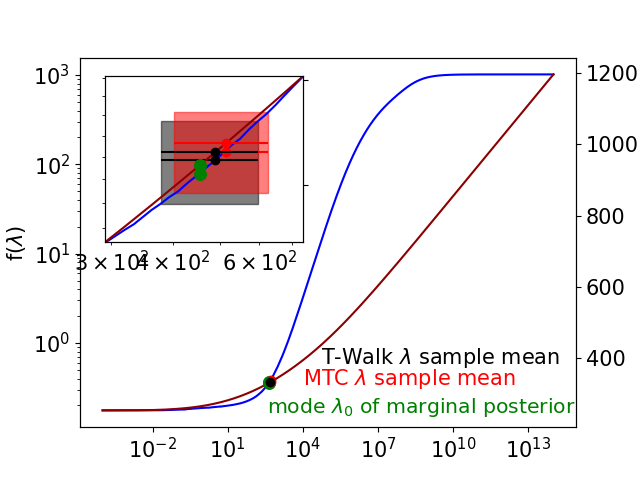 10³
10²
10¹
10⁰
f(λ)
1200
1000
800
600
400
3 × 10²
4 × 10²
6 × 10²
T-Walk λ sample mean
MTC λ sample mean
mode λ₀ of marginal posterior
10⁻² 10¹ 10⁴ 10⁷ 10¹⁰ 10¹³